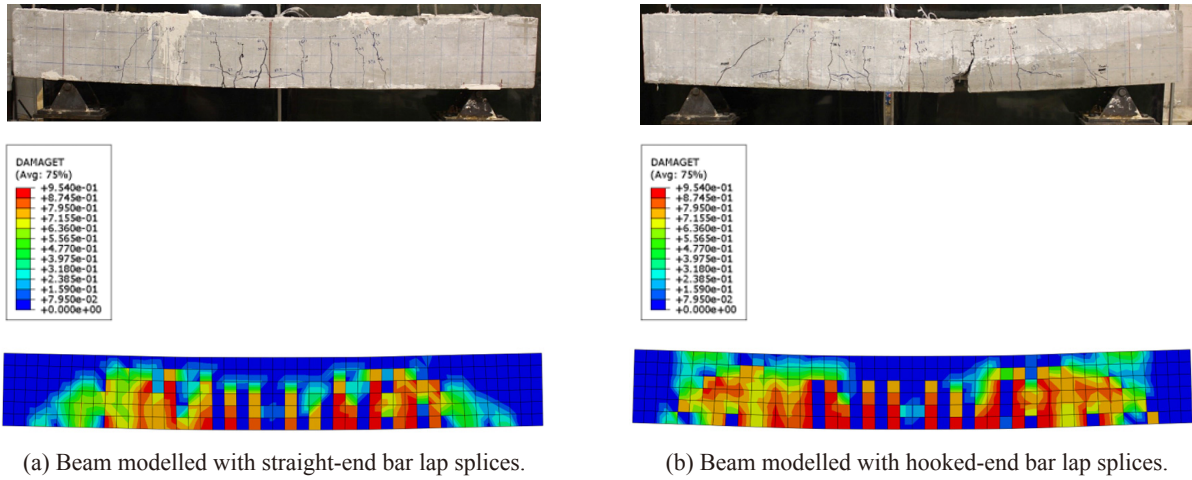 DAMAGET
(Avg: 75%)
+9.540e-01
+8.745e-01
+7.950e-01
+7.155e-01
+6.360e-01
+5.565e-01
+4.770e-01
+3.975e-01
+3.180e-01
+2.385e-01
+1.590e-01
+7.950e-02
+0.000e+00
DAMAGET
(Avg: 75%)
+9.540e-01
+8.745e-01
+7.950e-01
+7.155e-01
+6.360e-01
+5.565e-01
+4.770e-01
+3.975e-01
+3.180e-01
+2.385e-01
+1.590e-01
+7.950e-02
+0.000e+00
(a) Beam modelled with straight-end bar lap splices.
(b) Beam modelled with hooked-end bar lap splices.